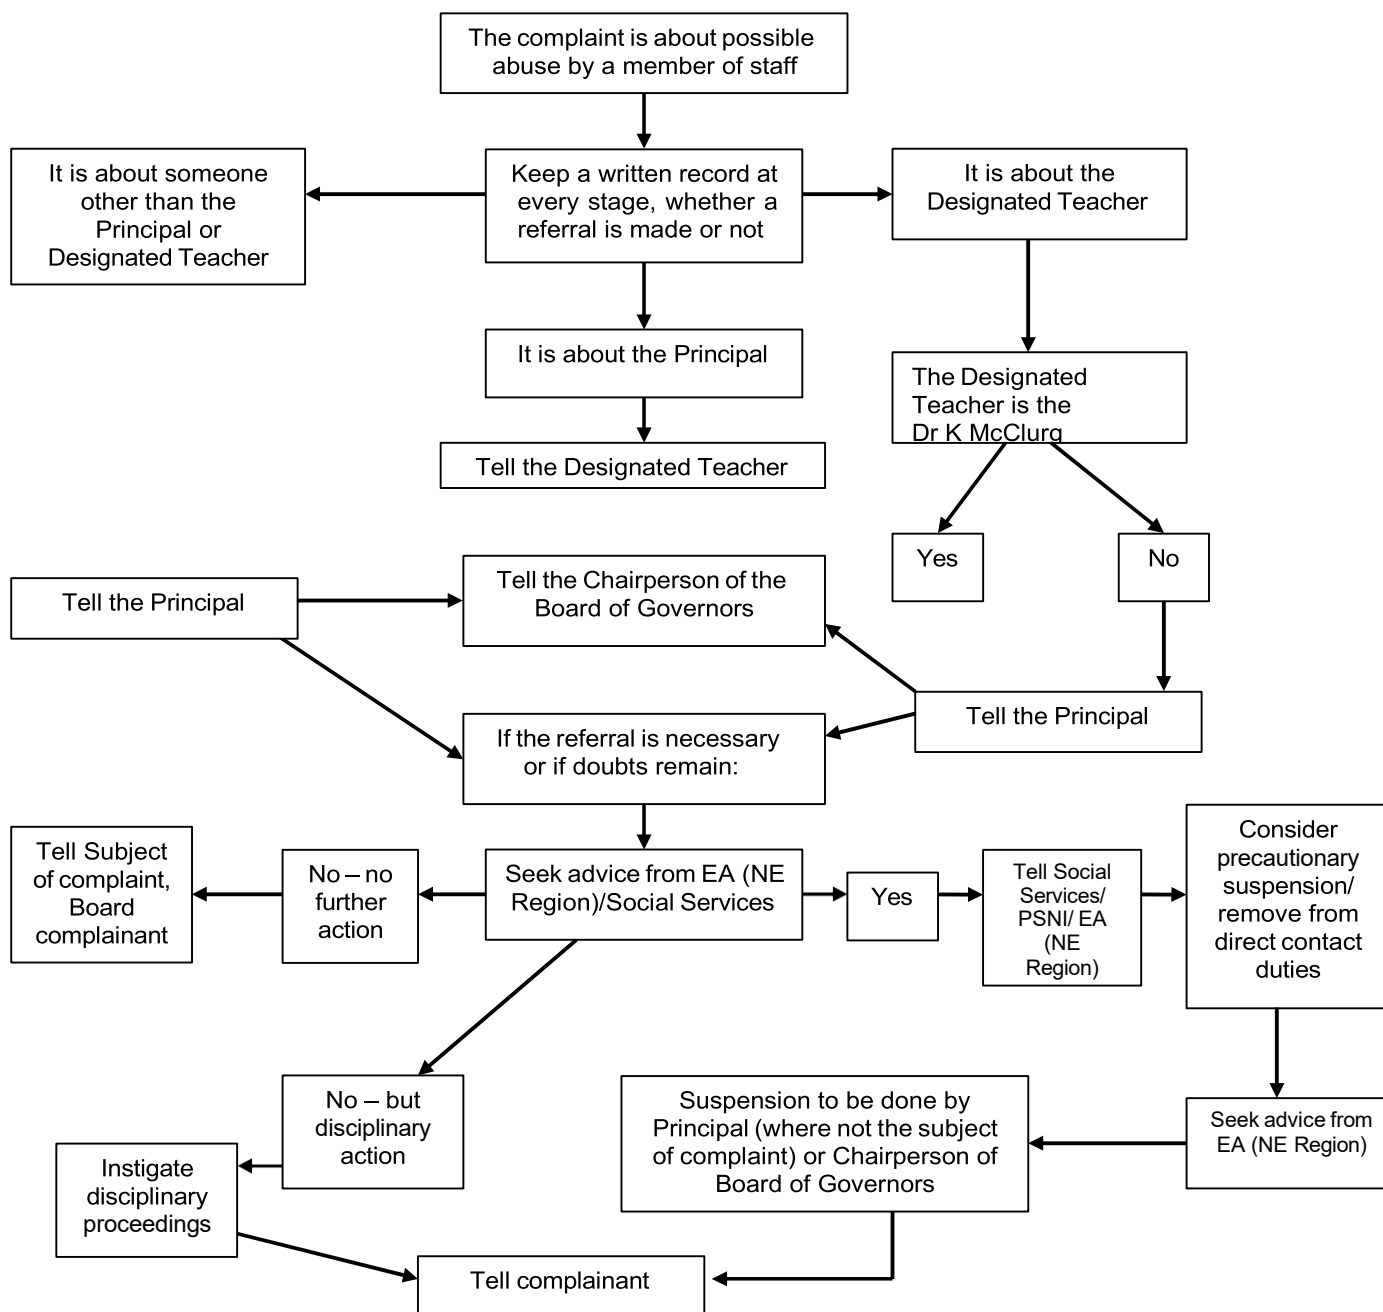 The complaint is about possible
abuse by a member of staff
It is about someone
other than the
Principal or
Designated Teacher
Keep a written record at
every stage, whether a
referral is made or not
It is about the
Designated Teacher
It is about the Principal
The Designated
Teacher is the
Dr K McClurg
Tell the Designated Teacher
Yes
No
Tell the Principal
Tell the Chairperson of the
Board of Governors
Tell the Principal
If the referral is necessary
or if doubts remain:
Tell Subject
of complaint,
Board
complainant
No – no
further
action
Seek advice from EA (NE
Region)/Social Services
Yes
Tell Social
Services/
PSNI/ EA
(NE
Region)
Consider
precautionary
suspension/
remove from
direct contact
duties
No – but
disciplinary
action
Suspension to be done by
Principal (where not the subject
of complaint) or Chairperson of
Board of Governors
Seek advice from
EA (NE Region)
Instigate
disciplinary
proceedings
Tell complainant